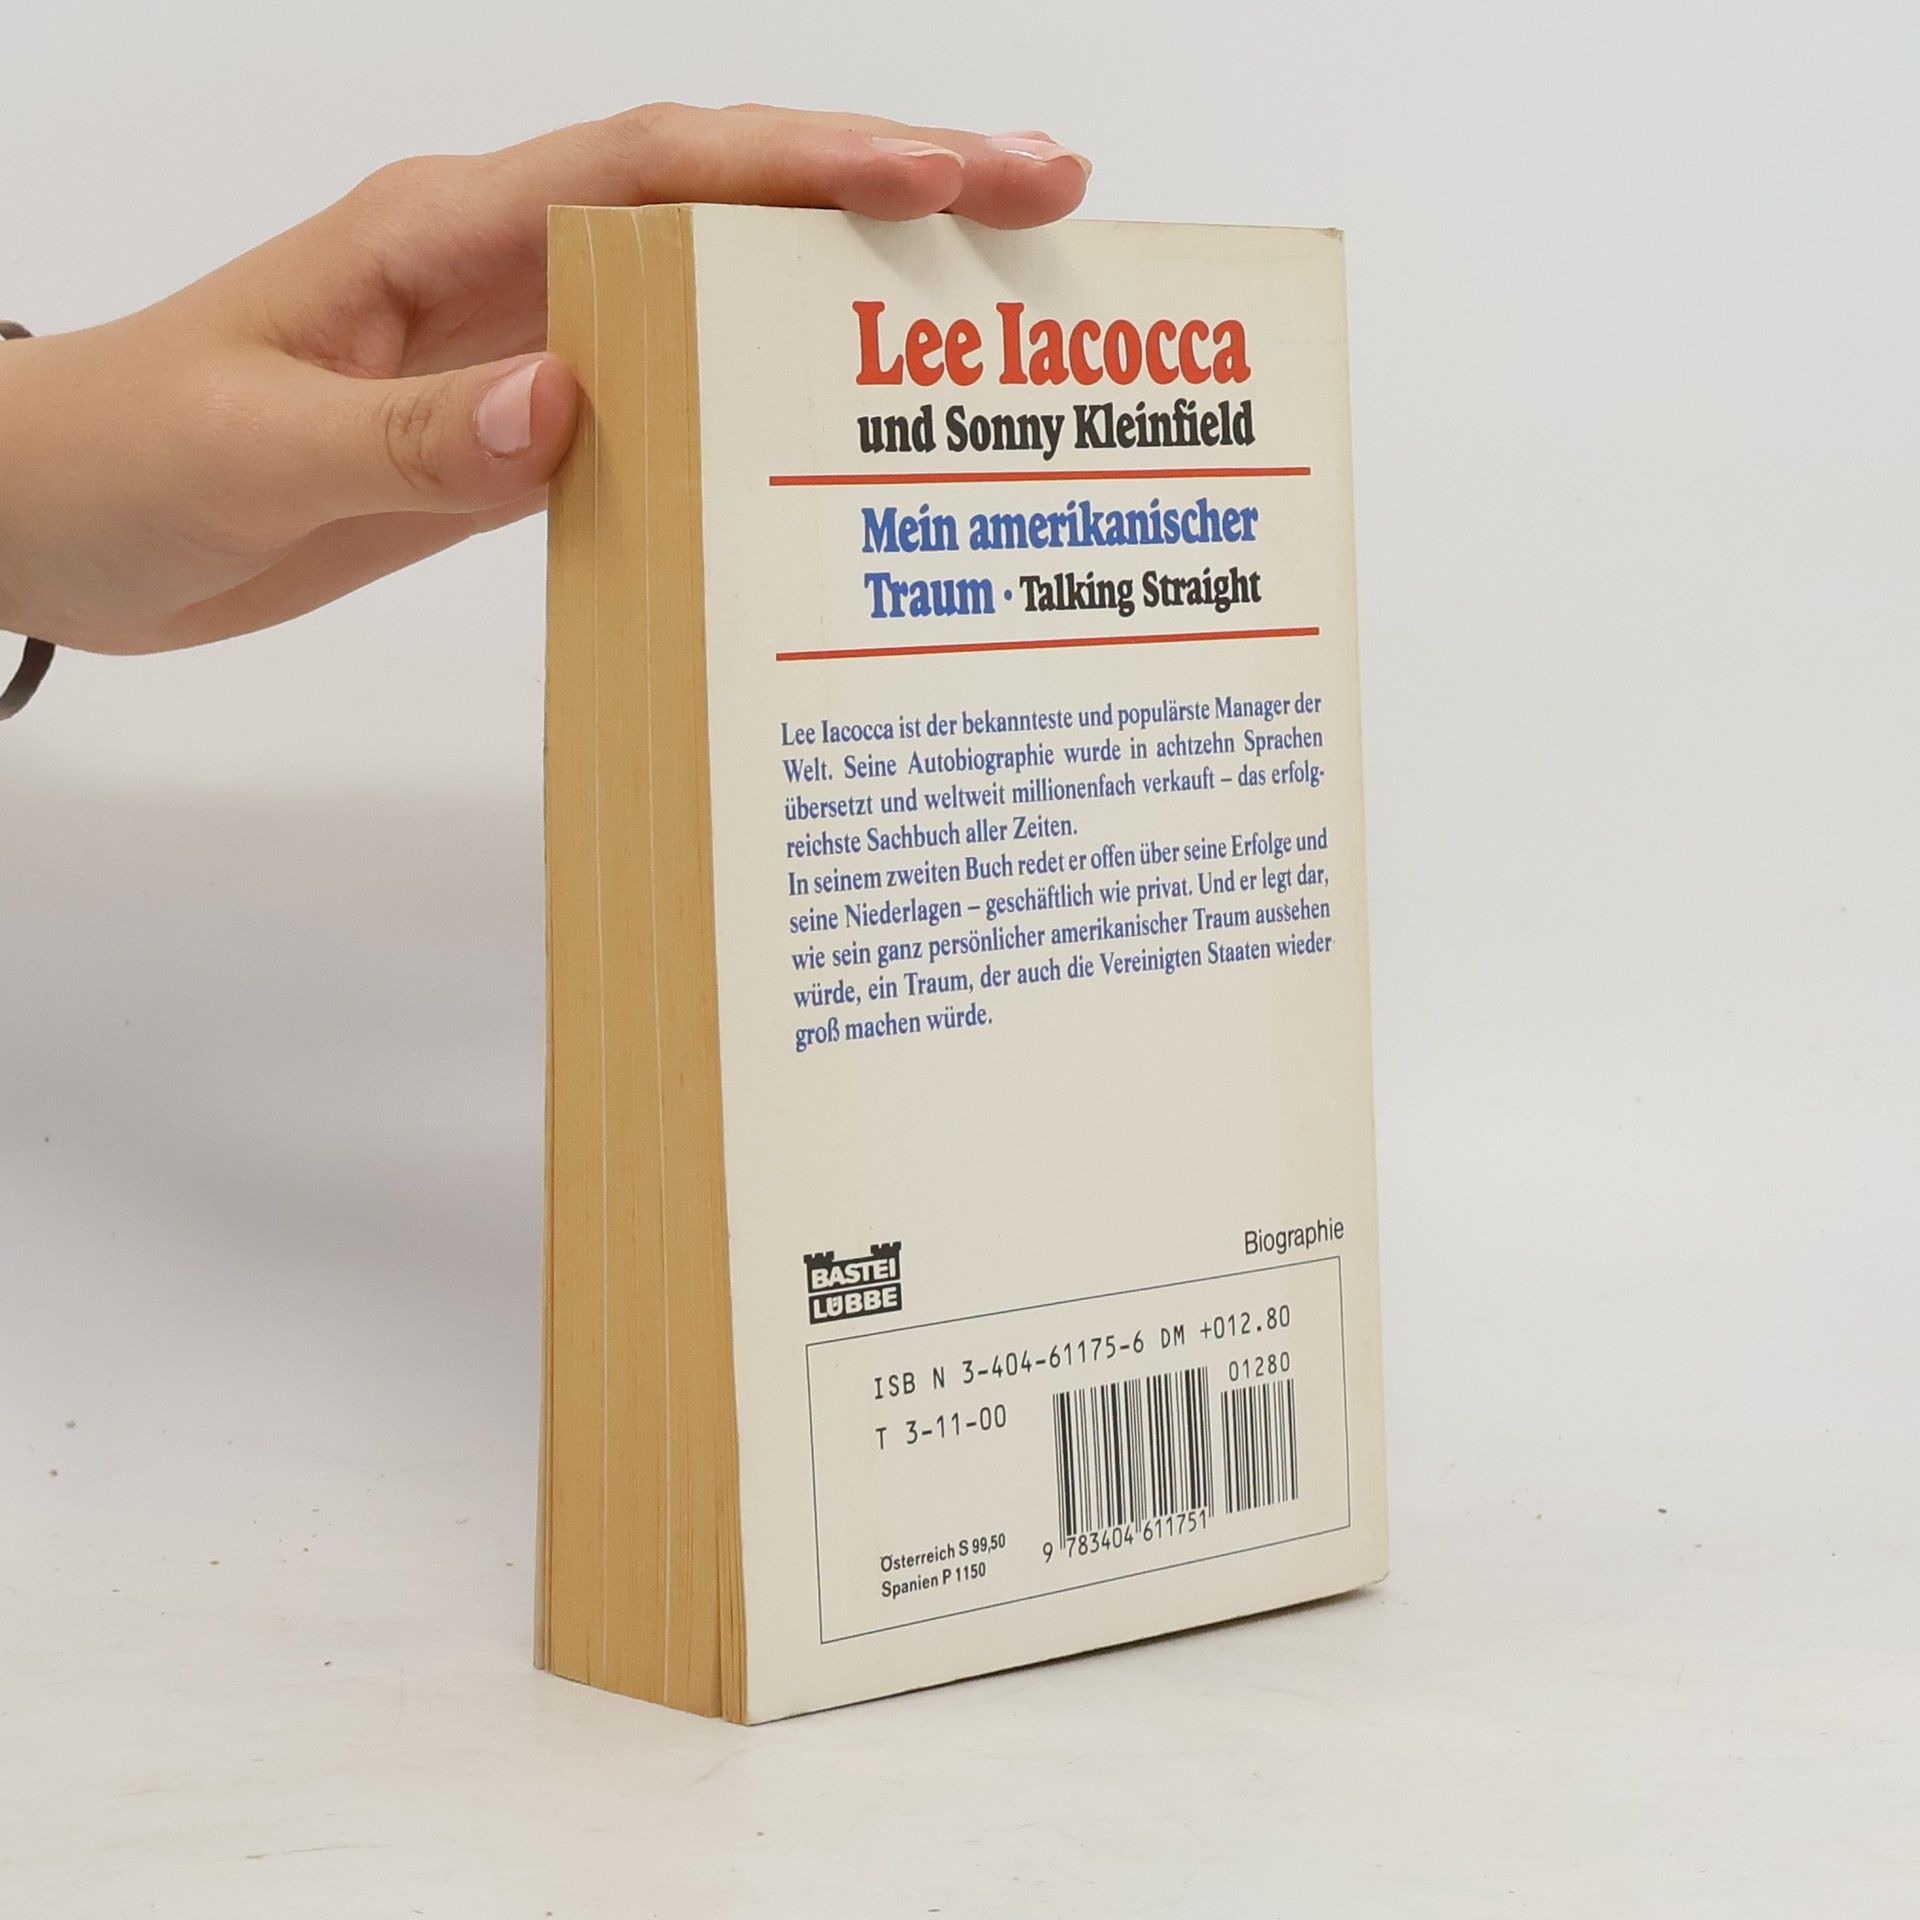 Lee Iacocca
und Sonny Kleinfield
Mein amerikanischer
Traum · Talking Straight
Lee Iacocca ist der bekannteste und populärste Manager der
Welt. Seine Autobiographie wurde in achtzehn Sprachen
übersetzt und weltweit millionenfach verkauft – das erfolg-
reichste Sachbuch aller Zeiten.
In seinem zweiten Buch redet er offen über seine Erfolge und
seine Niederlagen – geschäftlich wie privat. Und er legt dar,
wie sein ganz persönlicher amerikanischer Traum aussehen
würde, ein Traum, der auch die Vereinigten Staaten wieder
groß machen würde.
Biographie
BASTEI
LÜBBE
ISB N 3-404-61175-6 DM +012.80
01280
T 3-11-00
9 783404 611751
Österreich S 99,50
Spanien P 1150